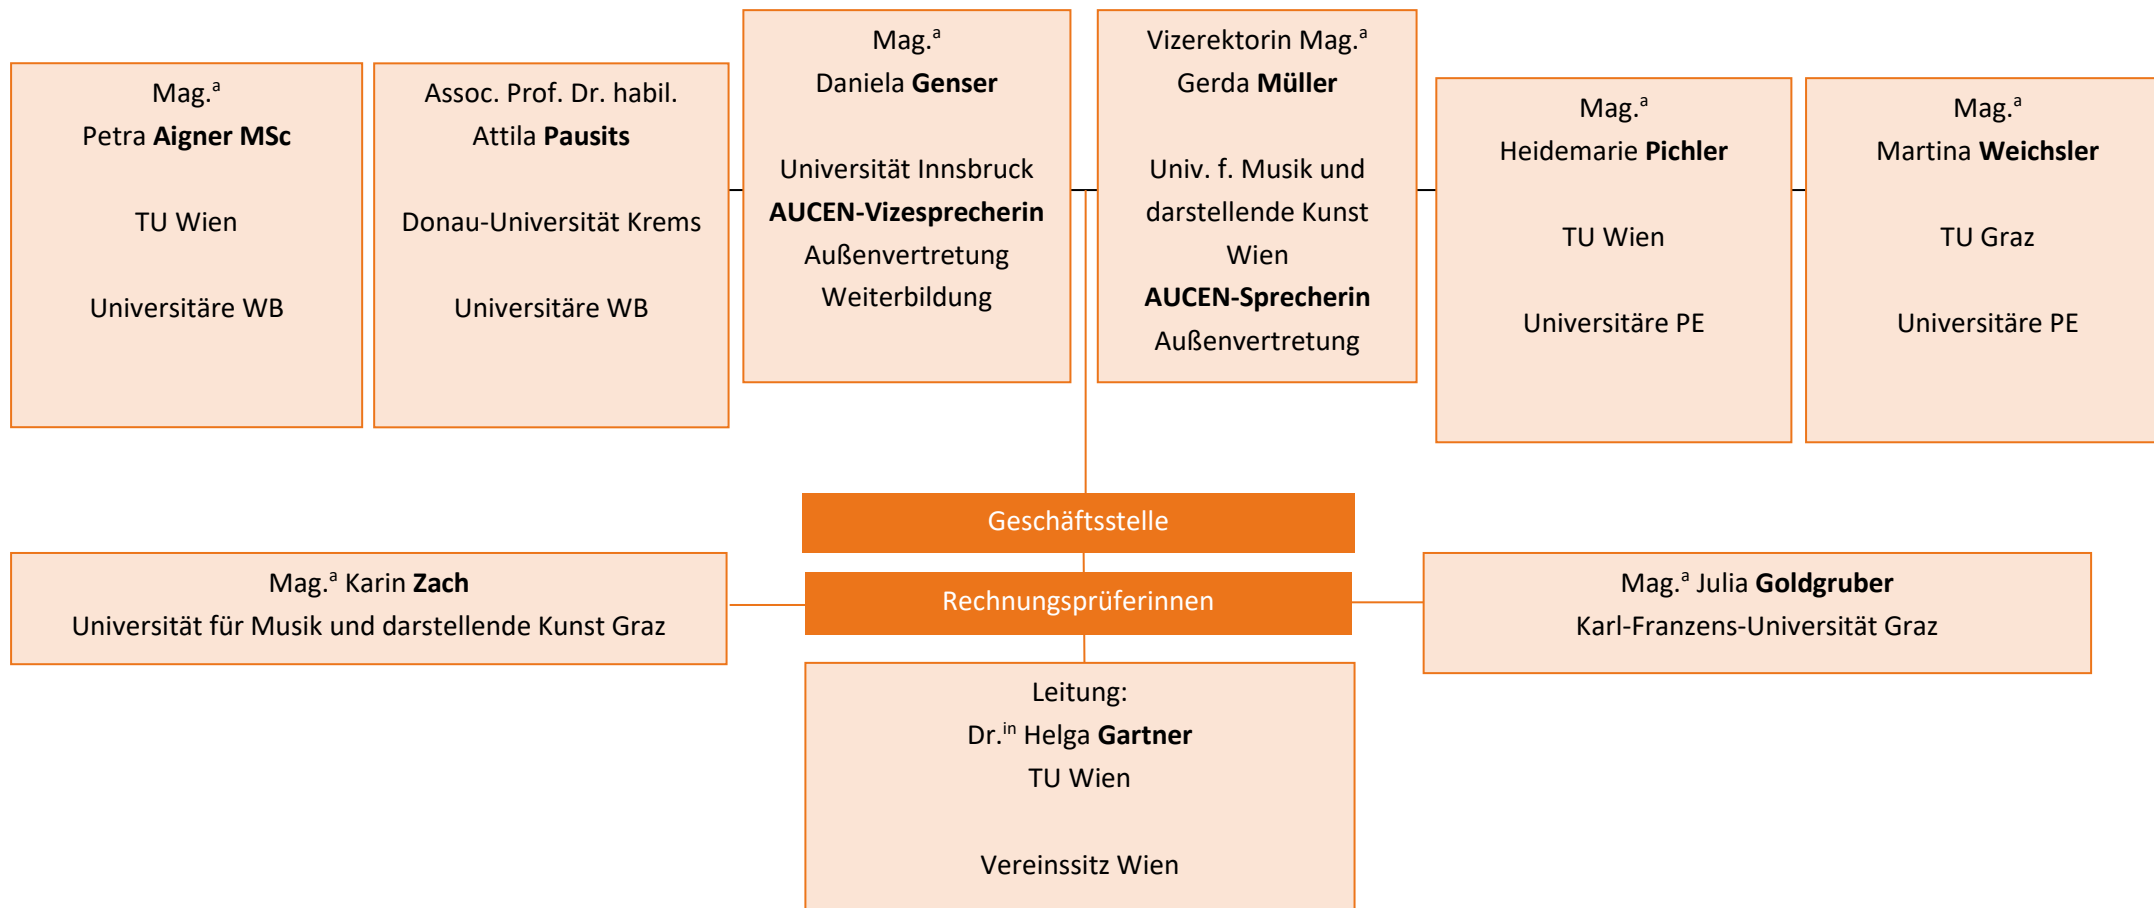 Mag.ª
Petra Aigner MSc
TU Wien
Universitäre WB
Assoc. Prof. Dr. habil.
Attila Pausits
Donau-Universität Krems
Universitäre WB
Mag.ª
Daniela Genser
Universität Innsbruck
AUCEN-Vizesprecherin
Außenvertretung
Weiterbildung
Vizerektorin Mag.ª
Gerda Müller
Univ. f. Musik und
darstellende Kunst
Wien
AUCEN-Sprecherin
Außenvertretung
Mag.ª
Heidemarie Pichler
TU Wien
Universitäre PE
Mag.ª
Martina Weichsler
TU Graz
Universitäre PE
Geschäftsstelle
Mag.ª Karin Zach
Universität für Musik und darstellende Kunst Graz
Rechnungsprüferinnen
Mag.ª Julia Goldgruber
Karl-Franzens-Universität Graz
Leitung:
Dr.ⁱⁿ Helga Gartner
TU Wien
Vereinssitz Wien